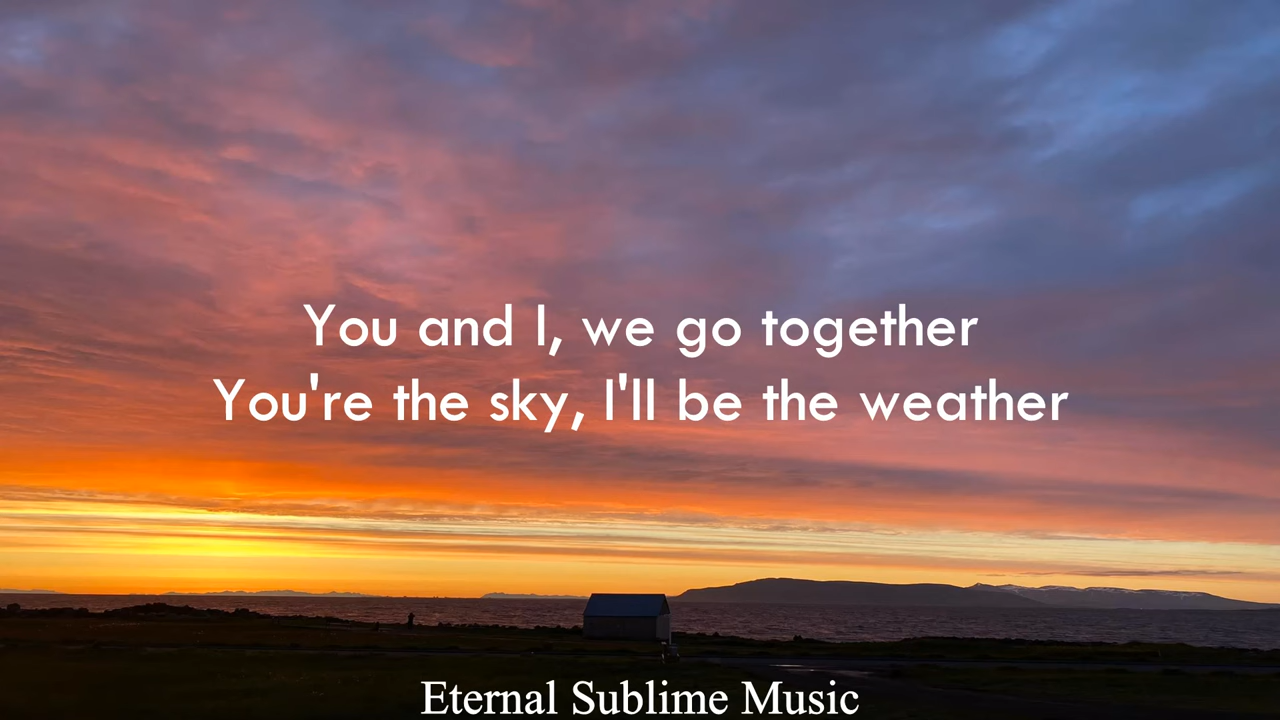 You and I, we go together
You're the sky, I'll be the weather
Eternal Sublime Music